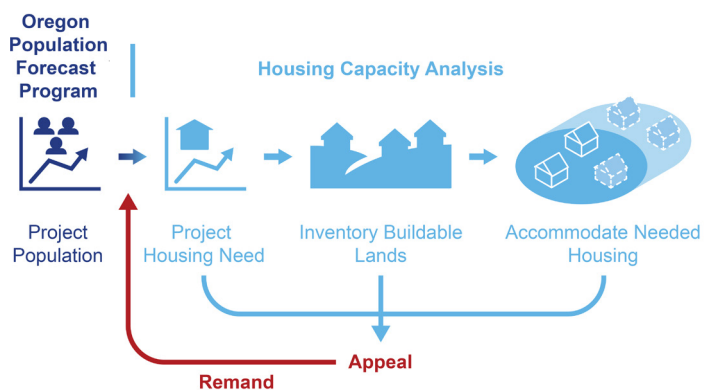 Oregon
Population
Forecast
Program
Housing Capacity Analysis
Project
Population
Project
Housing Need
Inventory Buildable
Lands
Accommodate Needed
Housing
Appeal
Remand